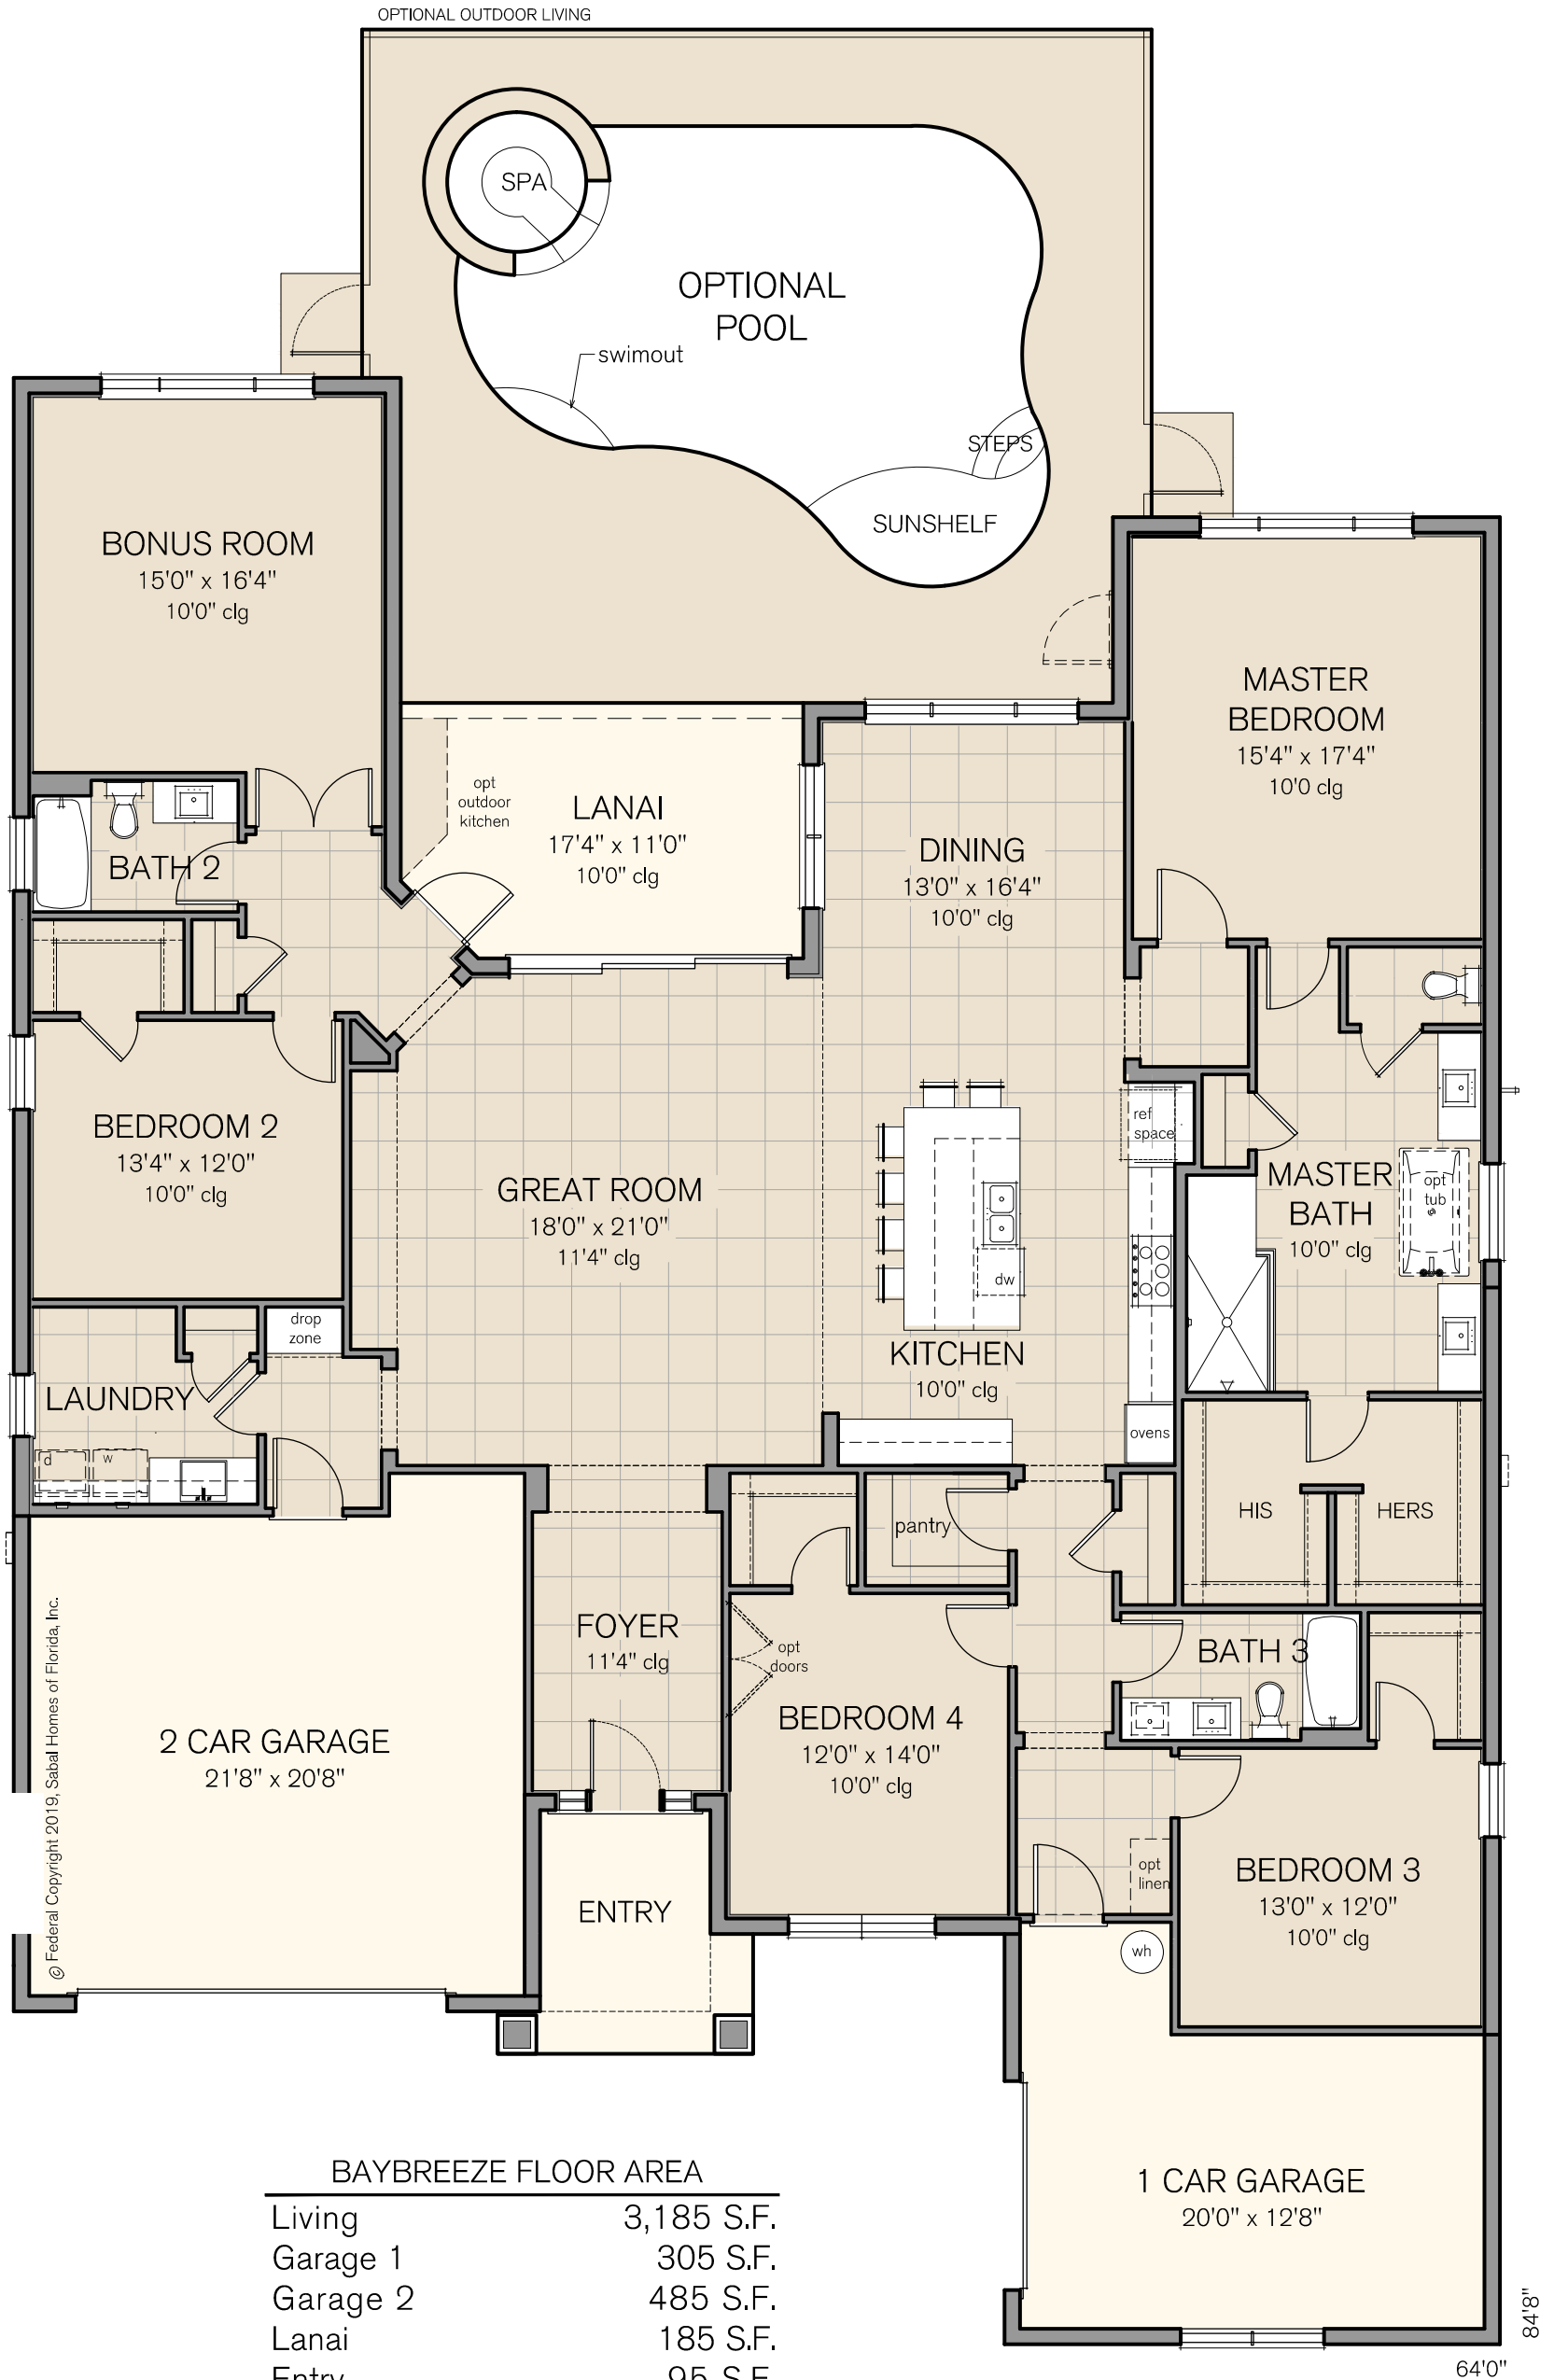 OPTIONAL OUTDOOR LIVING
SPA
OPTIONAL
POOL
swimout
STEPS
SUNSHELF
BONUS ROOM
15'0" x 16'4"
10'0" clg
MASTER
BEDROOM
15'4" x 17'4"
10'0 clg
opt
outdoor
kitchen
LANAI
17'4" x 11'0"
10'0" clg
DINING
13'0" x 16'4"
10'0" clg
BATH 2
BEDROOM 2
13'4" x 12'0"
10'0" clg
GREAT ROOM
18'0" x 21'0"
11'4" clg
ref
space
dw
MASTER
BATH
10'0" clg
opt
tub
drop
zone
KITCHEN
10'0" clg
LAUNDRY
d
w
ovens
pantry
HIS
HERS
FOYER
11'4" clg
opt
doors
BATH 3
BEDROOM 4
12'0" x 14'0"
10'0" clg
2 CAR GARAGE
21'8" x 20'8"
© Federal Copyright 2019, Sabal Homes of Florida, Inc.
ENTRY
opt
linen
BEDROOM 3
13'0" x 12'0"
10'0" clg
wh
1 CAR GARAGE
20'0" x 12'8"
BAYBREEZE FLOOR AREA
Living 3,185 S.F.
Garage 1 305 S.F.
Garage 2 485 S.F.
Lanai 185 S.F.
Entry 95 S.F.
84'8"
64'0"